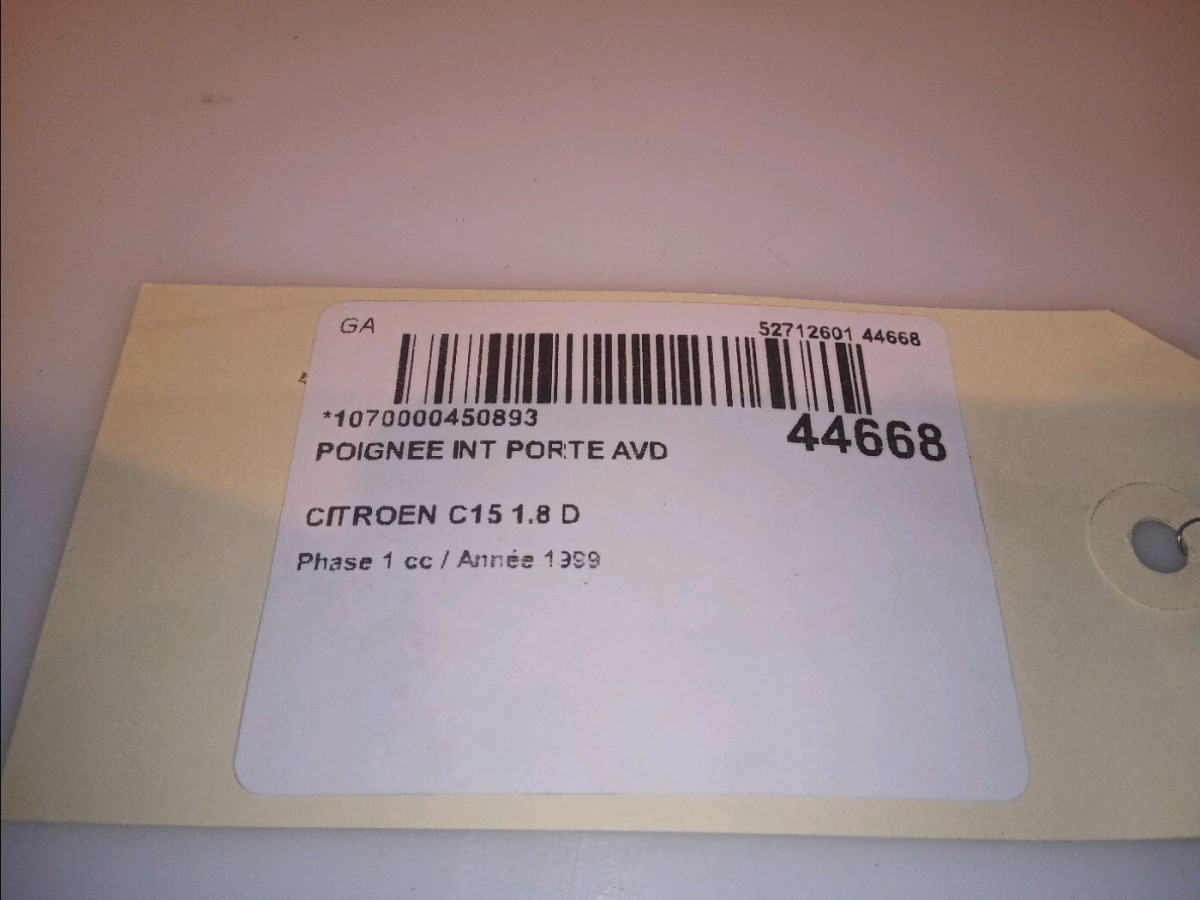 GA
52712601 44668
*1070000450893
44668
POIGNEE INT PORTE AVD
CITROEN C15 1.8 D
Phase 1 cc / Année 1999